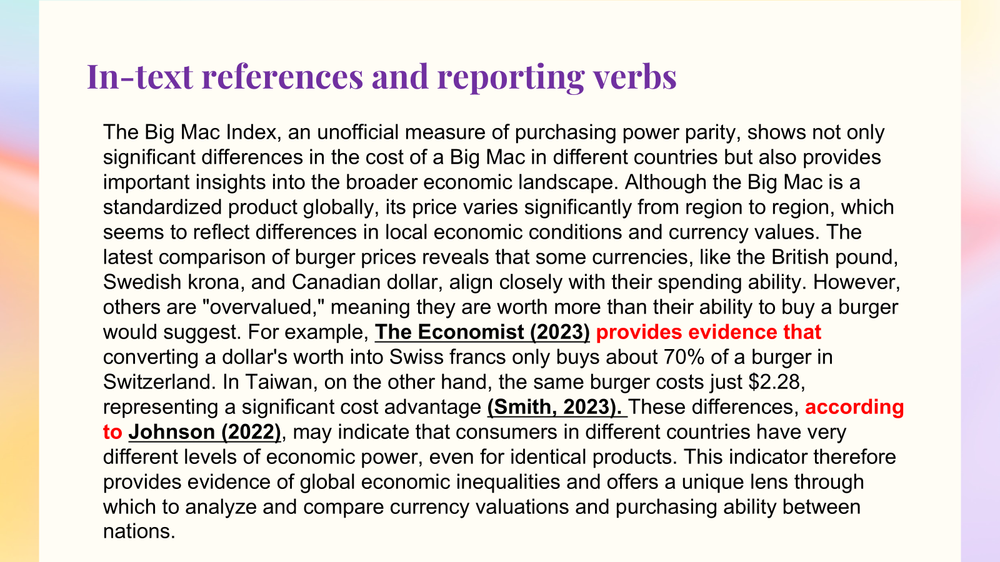 In-text references and reporting verbs
The Big Mac Index, an unofficial measure of purchasing power parity, shows not only
significant differences in the cost of a Big Mac in different countries but also provides
important insights into the broader economic landscape. Although the Big Mac is a
standardized product globally, its price varies significantly from region to region, which
seems to reflect differences in local economic conditions and currency values. The
latest comparison of burger prices reveals that some currencies, like the British pound,
Swedish krona, and Canadian dollar, align closely with their spending ability. However,
others are "overvalued," meaning they are worth more than their ability to buy a burger
would suggest. For example, The Economist (2023) provides evidence that
converting a dollar's worth into Swiss francs only buys about 70% of a burger in
Switzerland. In Taiwan, on the other hand, the same burger costs just $2.28,
representing a significant cost advantage (Smith, 2023). These differences, according
to Johnson (2022), may indicate that consumers in different countries have very
different levels of economic power, even for identical products. This indicator therefore
provides evidence of global economic inequalities and offers a unique lens through
which to analyze and compare currency valuations and purchasing ability between
nations.